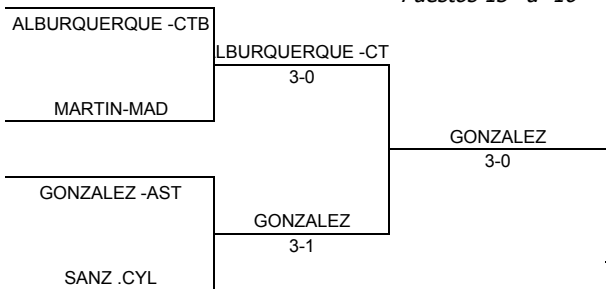 ALBURQUERQUE -CTB
LBURQUERQUE -CT
3-0
MARTIN-MAD
GONZALEZ
3-0
GONZALEZ -AST
GONZALEZ
3-1
SANZ .CYL